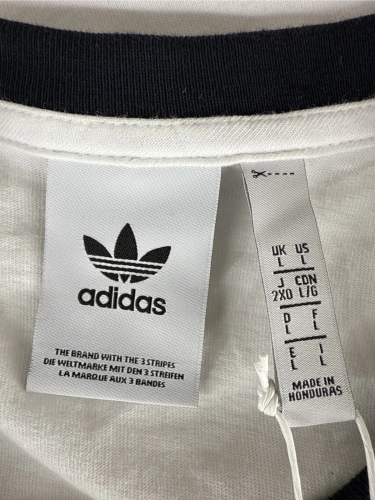 adidas
THE BRAND WITH THE 3 STRIPES
DIE WELTMARKE MIT DEN 3 STREIFEN
LA MARQUE AUX 3 BANDES
UK US
L L
J CDN
2XO L/G
D F
L L
E I
L L
MADE IN
HONDURAS